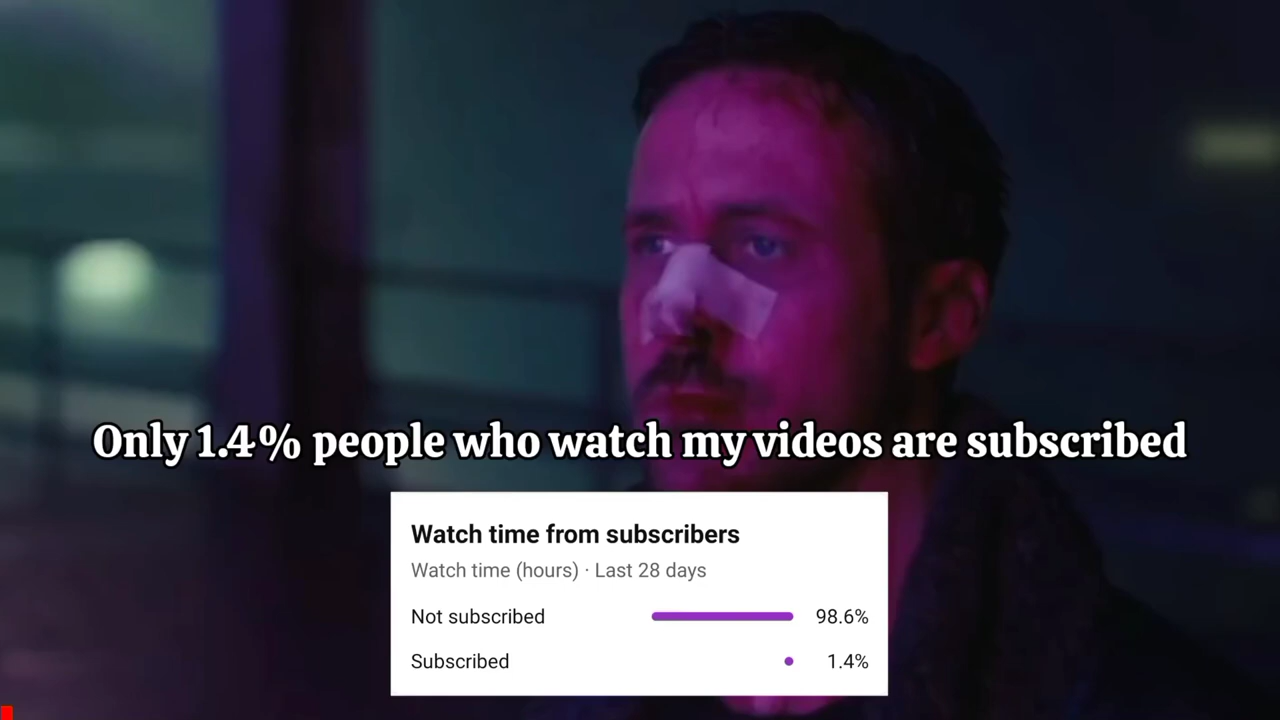 Only 1.4% people who watch my videos are subscribed
Watch time from subscribers
Watch time (hours) · Last 28 days
Not subscribed 98.6%
Subscribed 1.4%